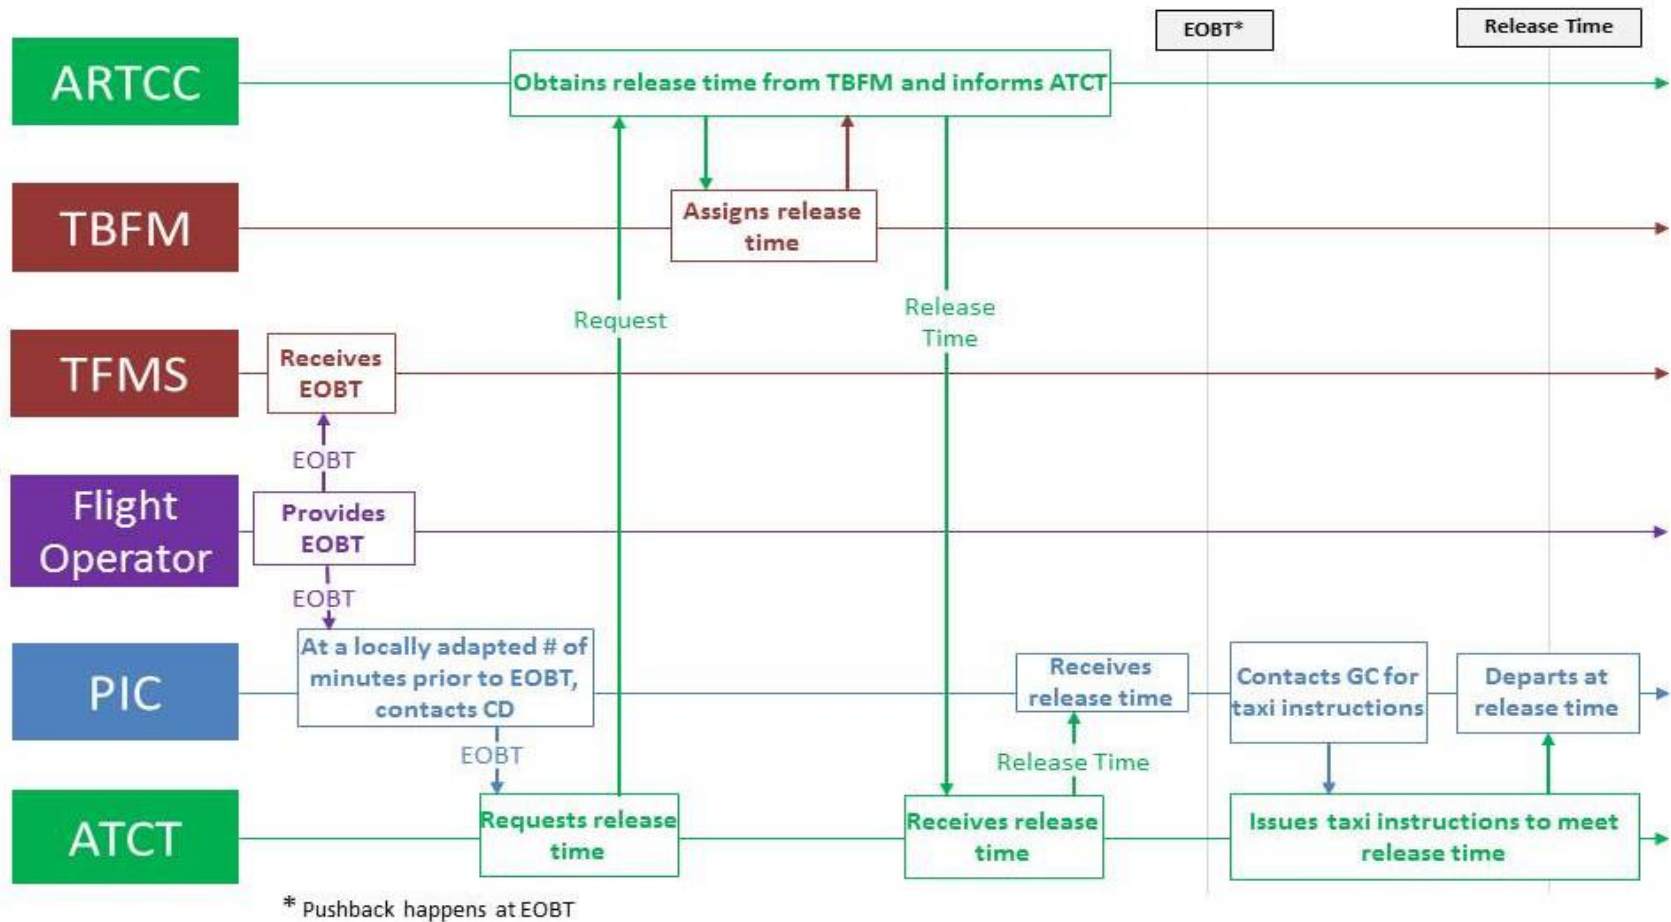 EOBT*
Release Time
ARTCC
Obtains release time from TBFM and informs ATCT
TBFM
Assigns release
time
Request
Release
Time
TFMS
Receives
EOBT
EOBT
Flight
Operator
Provides
EOBT
EOBT
PIC
At a locally adapted # of
minutes prior to EOBT,
contacts CD
Receives
release time
Contacts GC for
taxi instructions
Departs at
release time
EOBT
Release Time
ATCT
Requests release
time
Receives release
time
Issues taxi instructions to meet
release time
* Pushback happens at EOBT